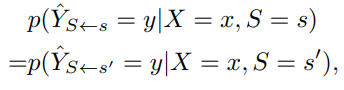 p(Ŷ_{S←s} = y|X = x, S = s)
=p(Ŷ_{S←s′} = y|X = x, S = s′),